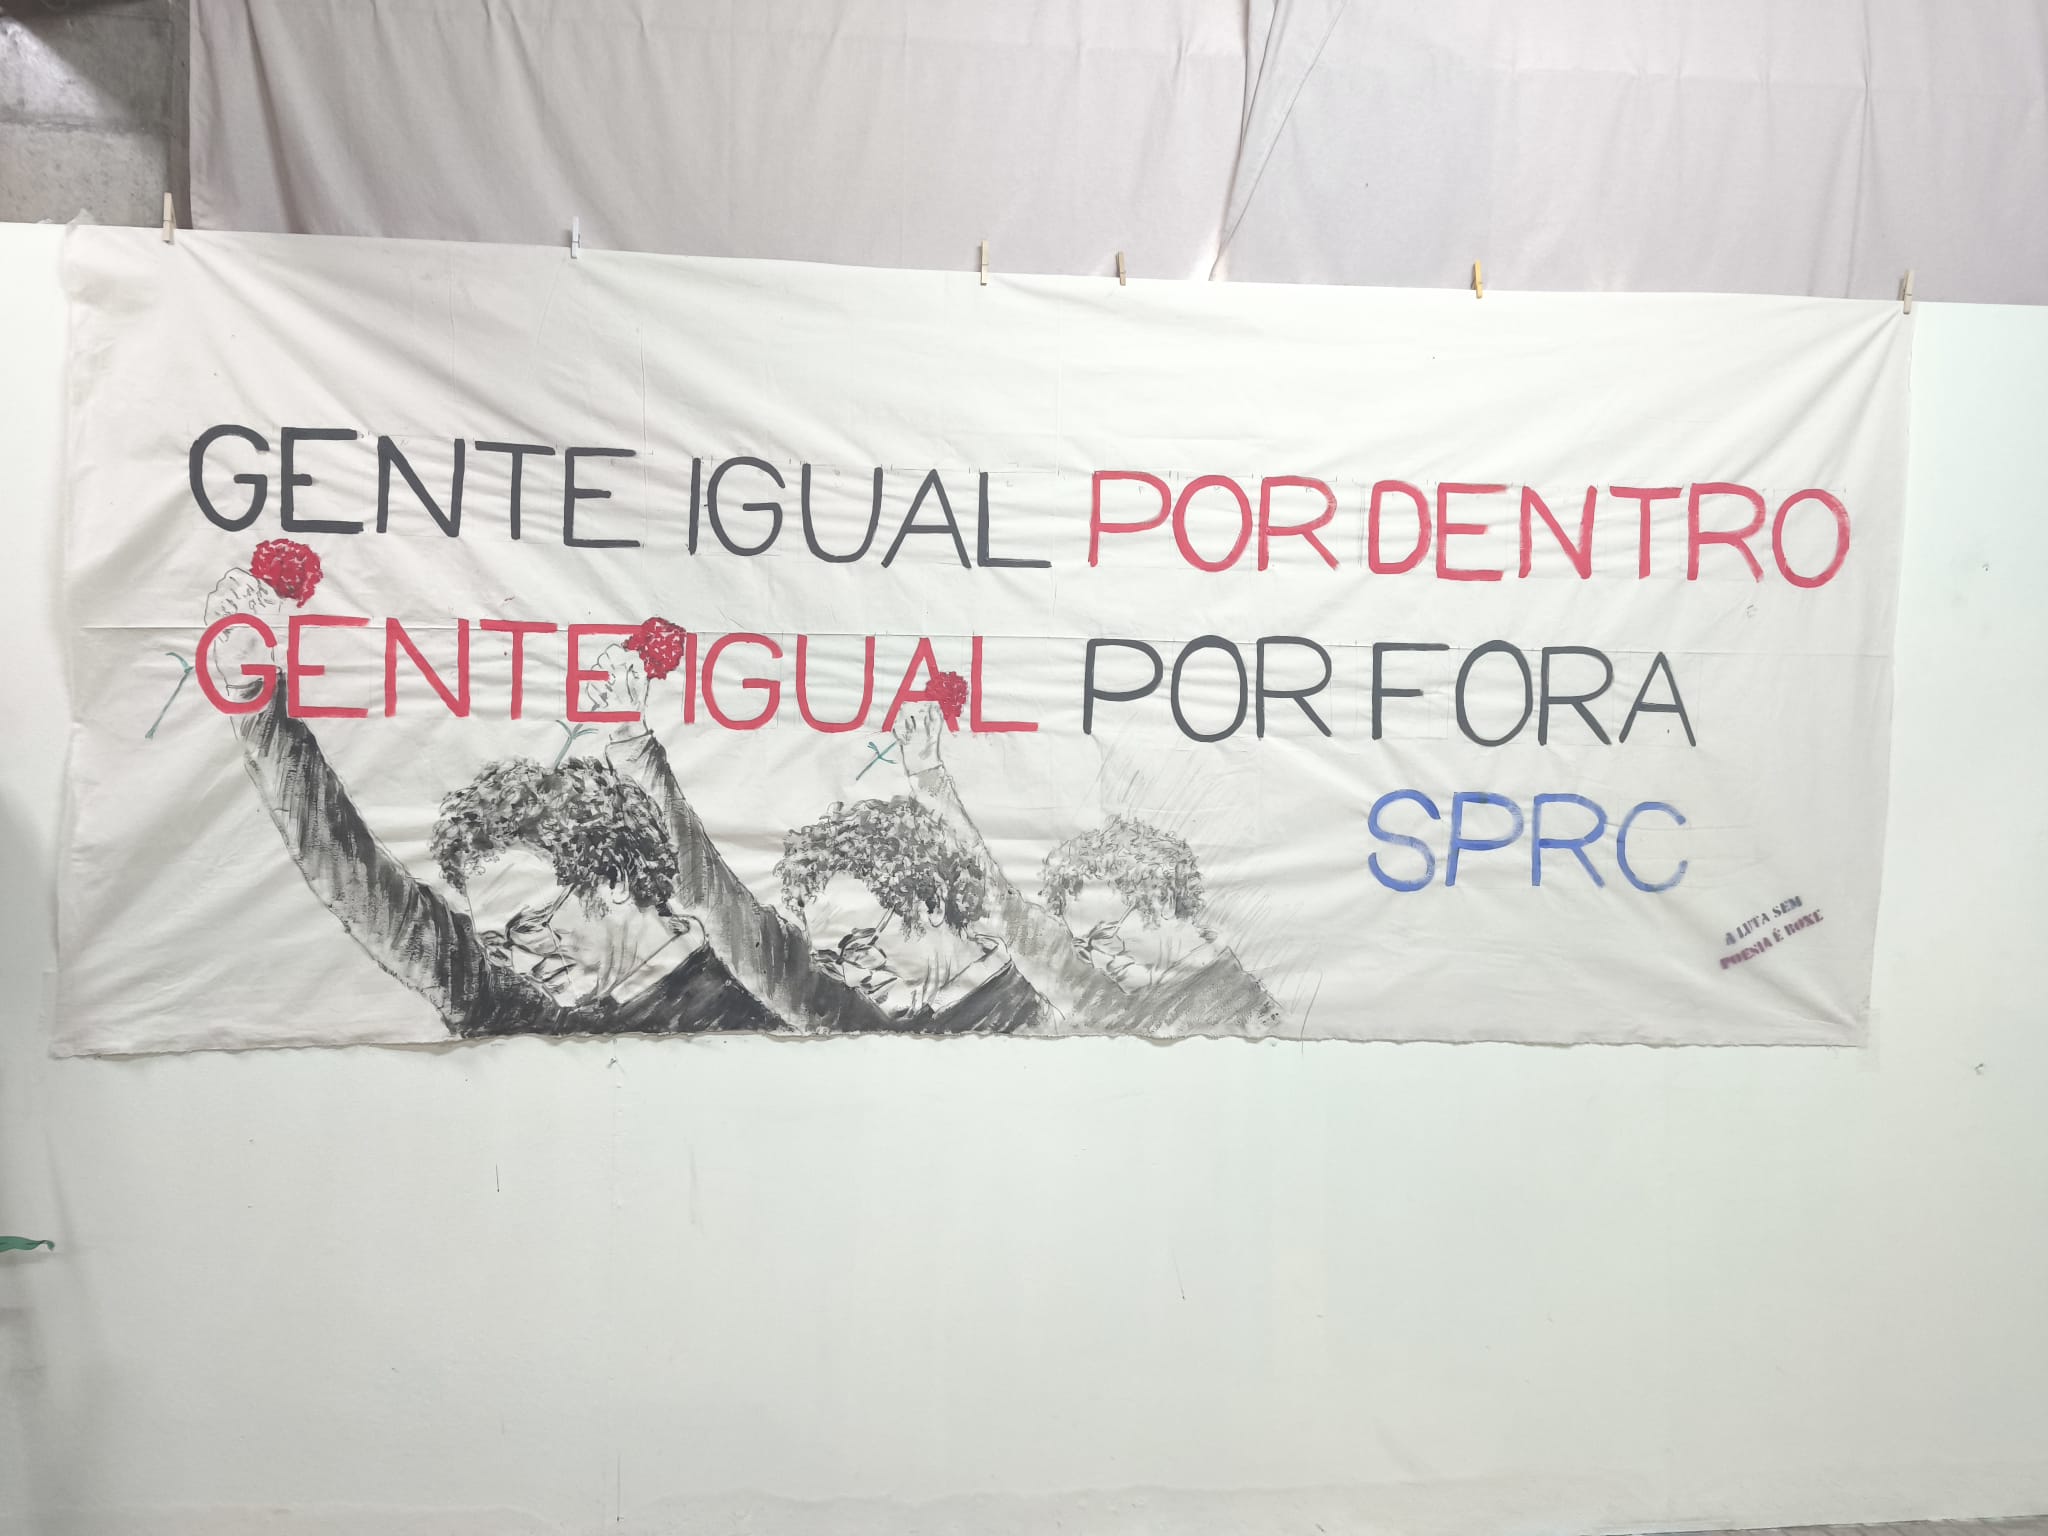 GENTE IGUAL POR DENTRO
GENTE IGUAL POR FORA
SPRC
A LUTA SEM
POESIA É BOXE